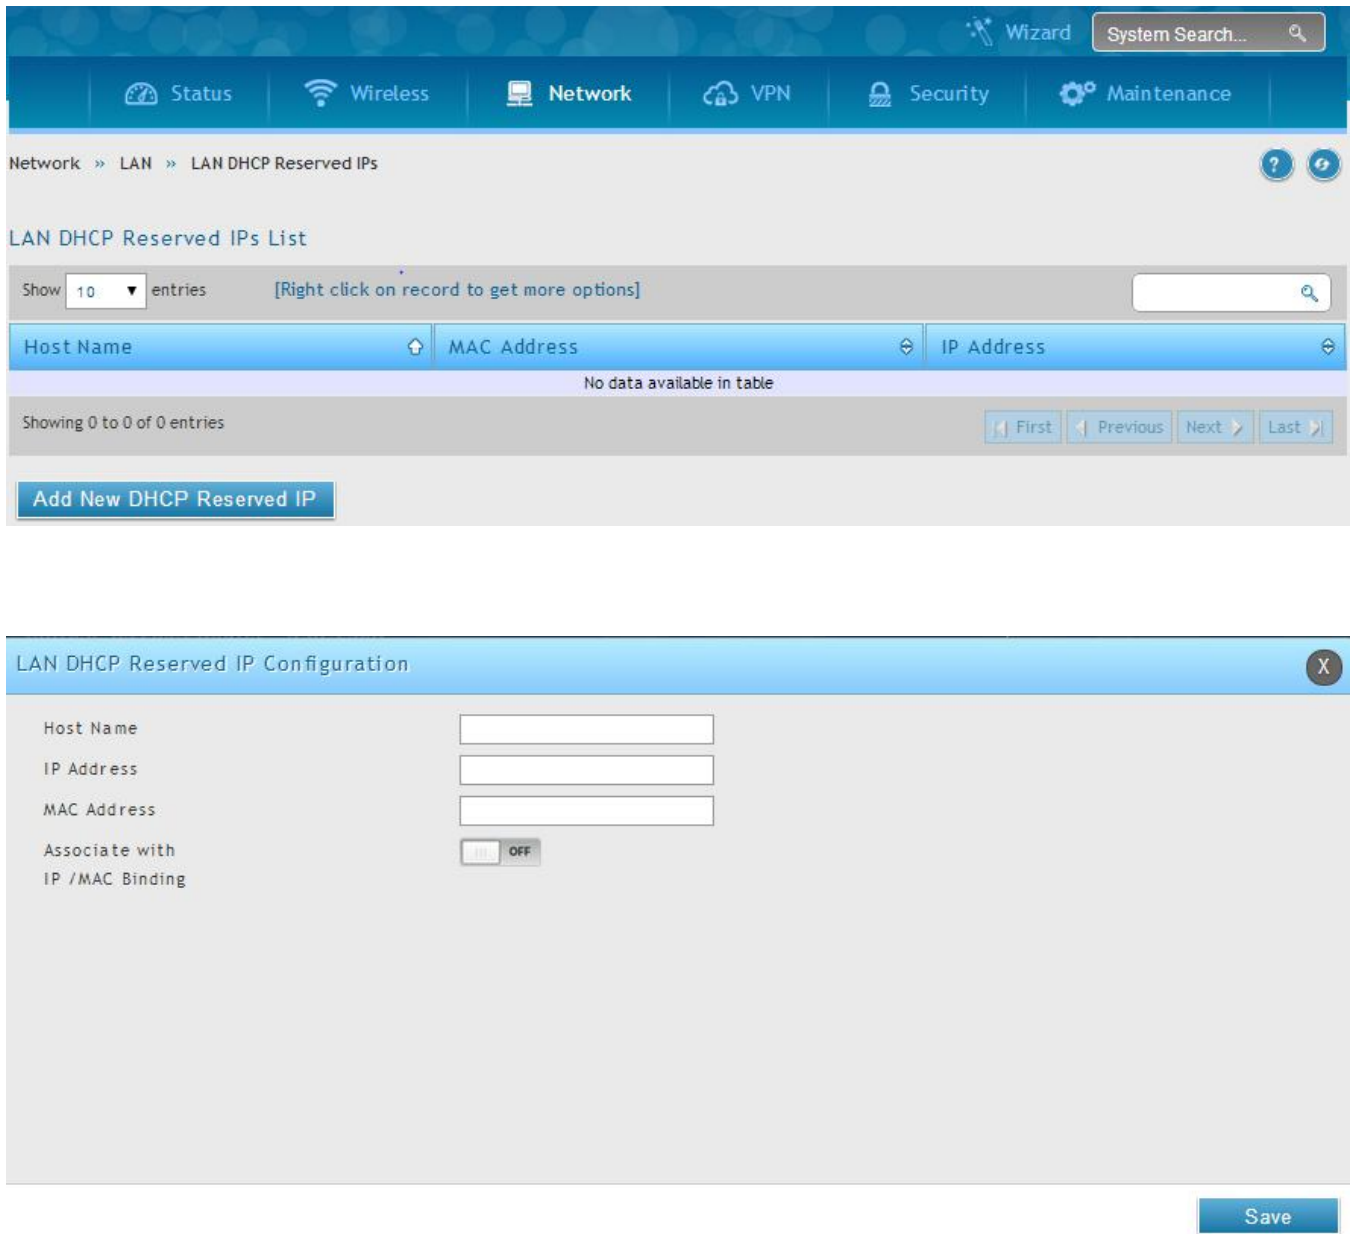 Wizard System Search...
Status Wireless Network VPN Security Maintenance
Network » LAN » LAN DHCP Reserved IPs
?
LAN DHCP Reserved IPs List
Show 10 entries [Right click on record to get more options]
Host Name MAC Address IP Address
No data available in table
Showing 0 to 0 of 0 entries First Previous Next Last
Add New DHCP Reserved IP
LAN DHCP Reserved IP Configuration X
Host Name
IP Address
MAC Address
Associate with OFF
IP /MAC Binding
Save